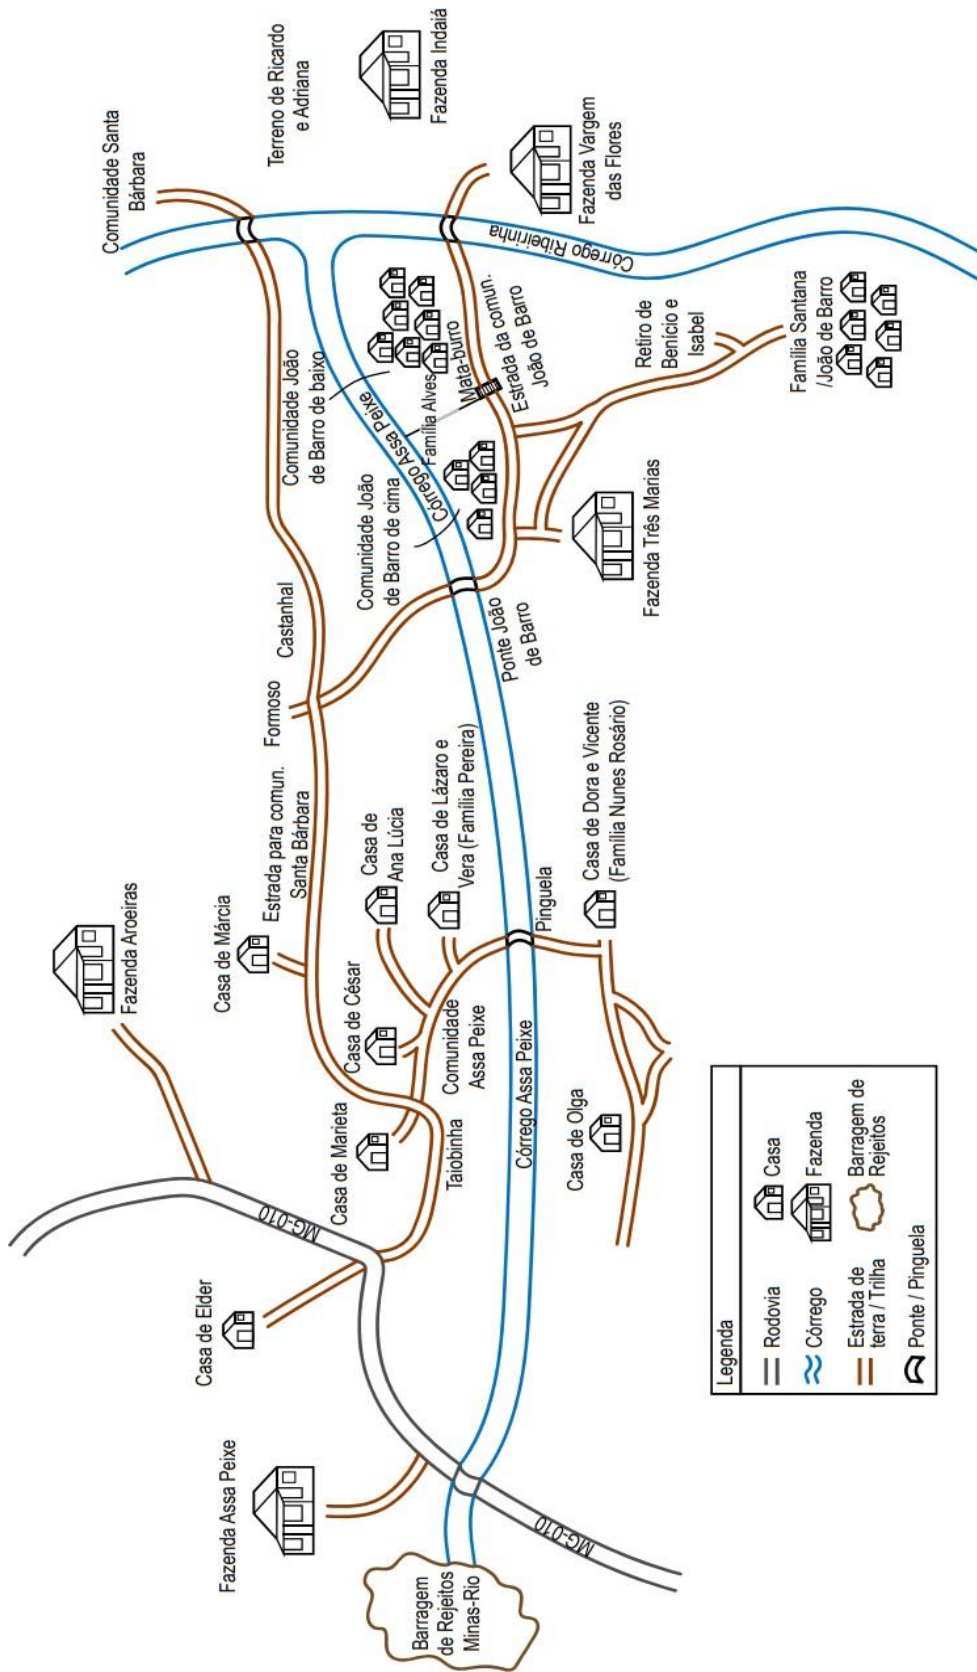 Comunidade Santa
Bárbara
Terreno de Ricardo
e Adriana
Fazenda Indaiá
Fazenda Vargem
das Flores
Córrego Ribeirinha
Comunidade João
de Barro de baixo
Córrego Assa Peixe
Família Alves
Mata-burro
Estrada da comun.
João de Barro
Retiro de
Benício e
Isabel
Família Santana
/João de Barro
Comunidade João
de Barro de cima
Castanhal
Formoso
Ponte João
de Barro
Fazenda Três Marias
Fazenda Aroeiras
Casa de Márcia
Estrada para comun.
Santa Bárbara
Casa de
Ana Lúcia
Casa de Lázaro e
Vera (Família Pereira)
Pinguela
Casa de Dora e Vicente
(Família Nunes Rosário)
Casa de César
Comunidade
Assa Peixe
Casa de Marieta
Taiobinha
Córrego Assa Peixe
Casa de Olga
MG-010
Casa de Elder
Fazenda Assa Peixe
MG-010
Barragem
de Rejeitos
Minas-Rio
Legenda
Rodovia
Córrego
Estrada de
terra / Trilha
Ponte / Pinguela
Casa
Fazenda
Barragem de
Rejeitos